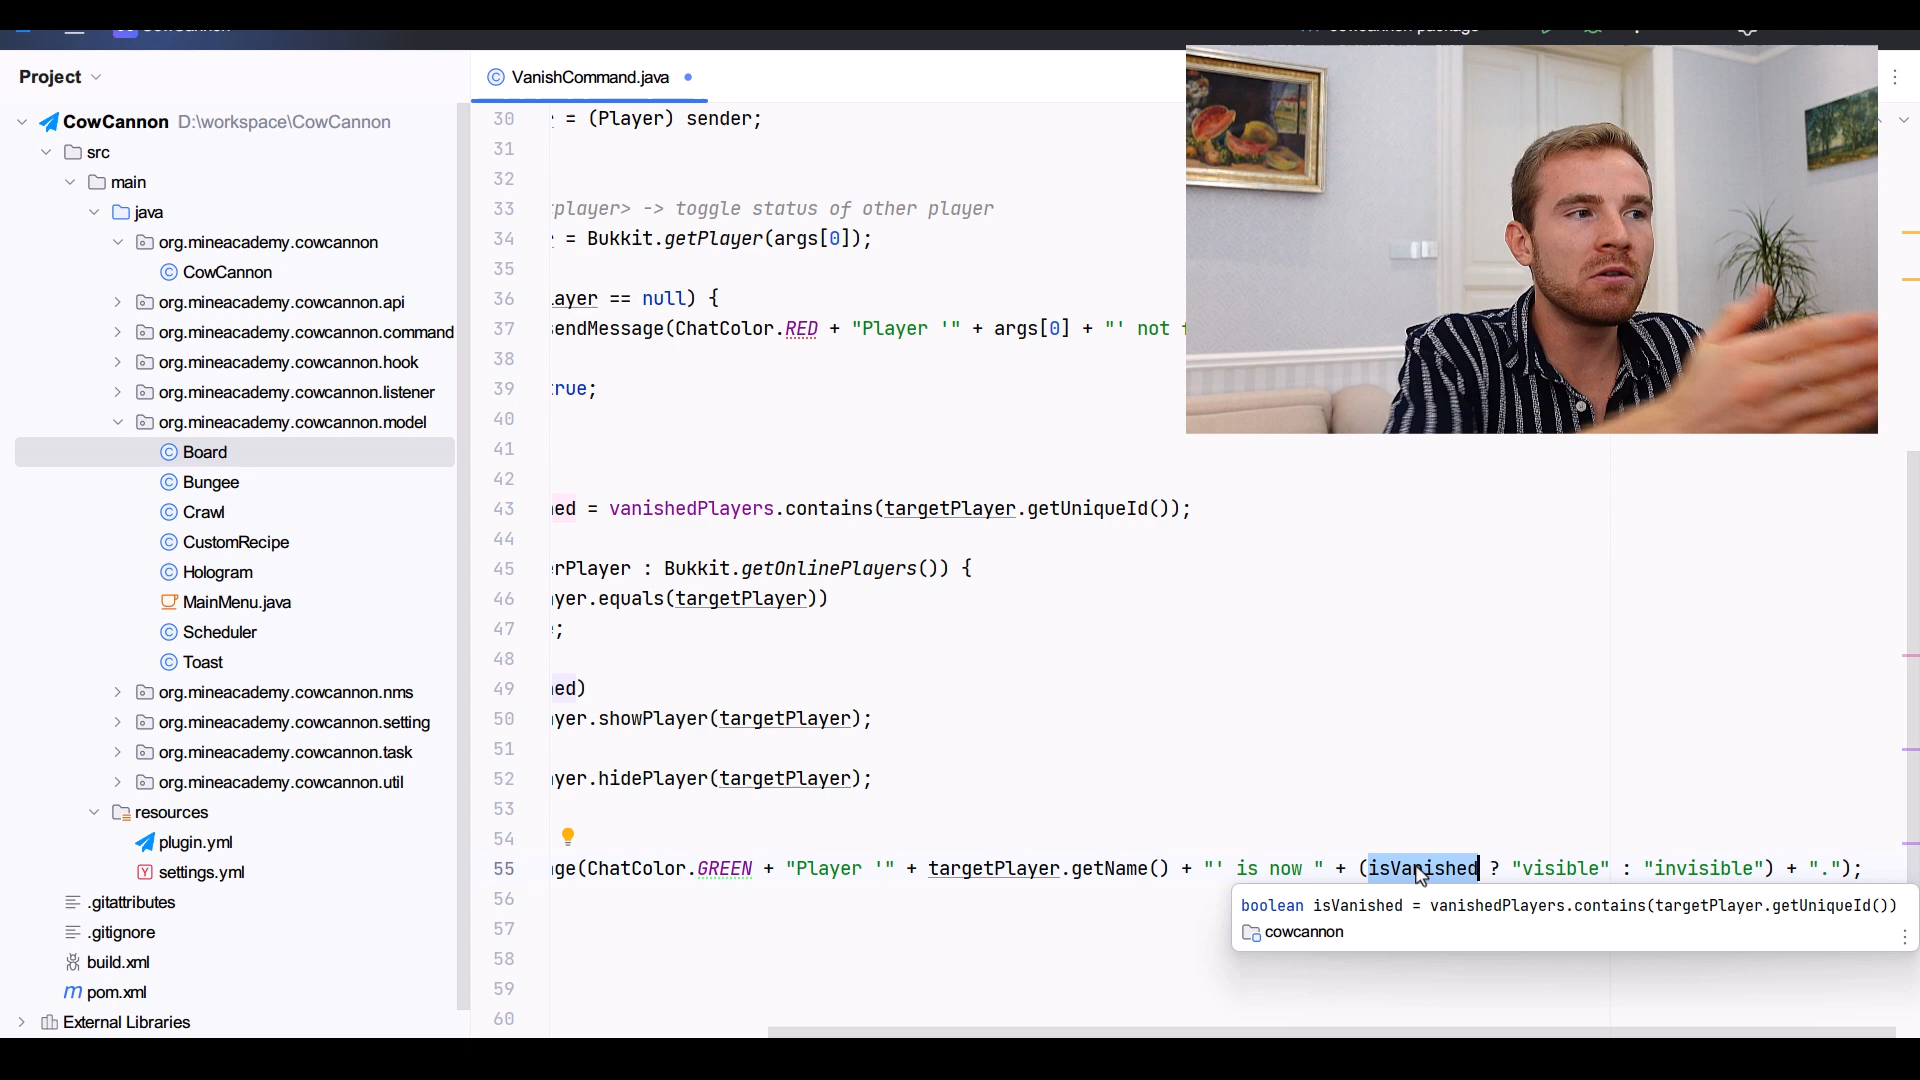 Project
CowCannon D:\workspace\CowCannon
src
main
java
org.mineacademy.cowcannon
CowCannon
org.mineacademy.cowcannon.api
org.mineacademy.cowcannon.command
org.mineacademy.cowcannon.hook
org.mineacademy.cowcannon.listener
org.mineacademy.cowcannon.model
Board
Bungee
Crawl
CustomRecipe
Hologram
MainMenu.java
Scheduler
Toast
org.mineacademy.cowcannon.nms
org.mineacademy.cowcannon.setting
org.mineacademy.cowcannon.task
org.mineacademy.cowcannon.util
resources
plugin.yml
settings.yml
.gitattributes
.gitignore
build.xml
pom.xml
External Libraries
VanishCommand.java
30 = (Player) sender;
31
32
33 player> -> toggle status of other player
34 = Bukkit.getPlayer(args[0]);
35
36 ayer == null) {
37 sendMessage(ChatColor.RED + "Player '" + args[0] + "' not
38
39 true;
40
41
42
43 ed = vanishedPlayers.contains(targetPlayer.getUniqueId());
44
45 rPlayer : Bukkit.getOnlinePlayers()) {
46 yer.equals(targetPlayer))
47 ;
48
49 ed)
50 yer.showPlayer(targetPlayer);
51
52 yer.hidePlayer(targetPlayer);
53
54
55 ge(ChatColor.GREEN + "Player '" + targetPlayer.getName() + "' is now " + (isVanished ? "visible" : "invisible") + ".");
56
57
58
59
60
boolean isVanished = vanishedPlayers.contains(targetPlayer.getUniqueId())
cowcannon